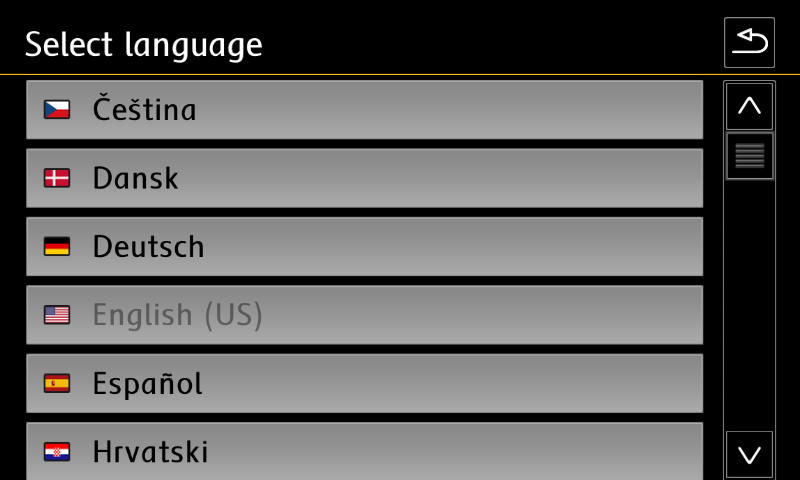 Select language
Čeština
Dansk
Deutsch
English (US)
Español
Hrvatski